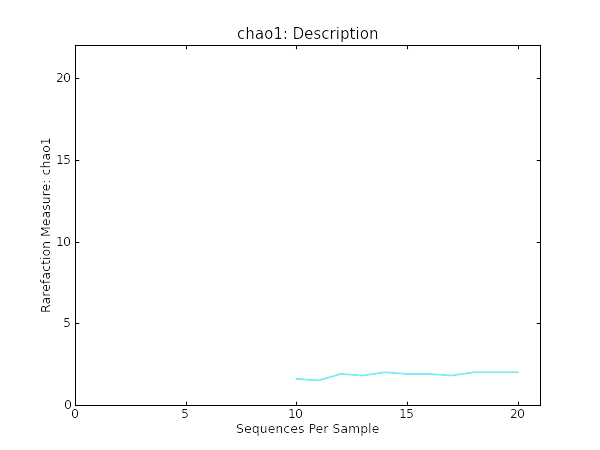 chao1: Description
20
15
10
5
0
Rarefaction Measure: chao1
0 5 10 15 20
Sequences Per Sample